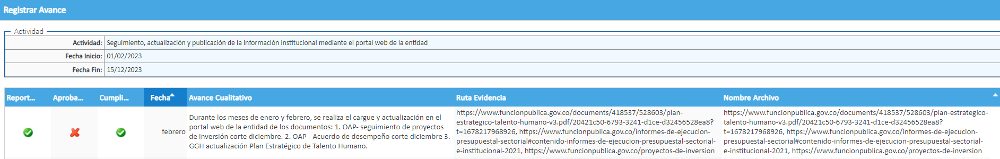 Registrar Avance
Actividad
Actividad: Seguimiento, actualización y publicación de la información institucional mediante el portal web de la entidad
Fecha Inicio: 01/02/2023
Fecha Fin: 15/12/2023
Report... Aproba... Cumpli... Fecha Avance Cualitativo Ruta Evidencia Nombre Archivo
febrero
Durante los meses de enero y febrero, se realiza el cargue y actualización en el
portal web de la entidad de los documentos: 1. OAP- seguimiento de proyectos
de inversión corte diciembre. 2. OAP - Acuerdo de desempeño corte diciembre 3.
GGH actualización Plan Estratégico de Talento Humano.
https://www.funcionpublica.gov.co/documents/418537/528603/plan-
estrategico-talento-humano-v3.pdf/20421c50-6793-3241-d1ce-d32456528ea8?
t=1678217968926, https://www.funcionpublica.gov.co/informes-de-ejecucion-
presupuestal-sectorial#contenido-informes-de-ejecucion-presupuestal-sectorial-
e-institucional-2021, https://www.funcionpublica.gov.co/proyectos-de-inversion
https://www.funcionpublica.gov.co/documents/418537/528603/plan-estrategico-
talento-humano-v3.pdf/20421c50-6793-3241-d1ce-d32456528ea8?
t=1678217968926, https://www.funcionpublica.gov.co/informes-de-ejecucion-
presupuestal-sectorial#contenido-informes-de-ejecucion-presupuestal-sectorial-
e-institucional-2021, https://www.funcionpublica.gov.co/proyectos-de-inversion